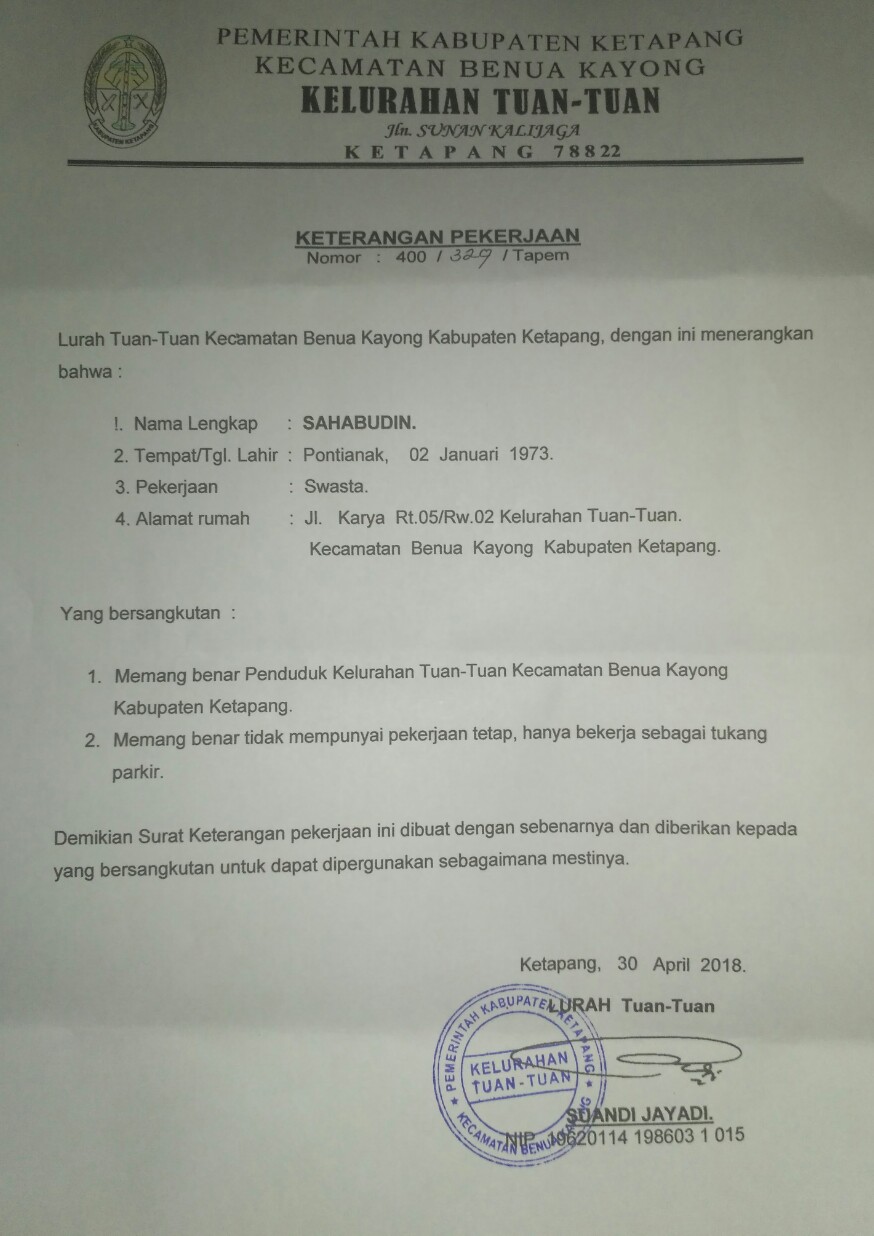 PEMERINTAH KABUPATEN KETAPANG
KECAMATAN BENUA KAYONG
KELURAHAN TUAN-TUAN
Jln. SUNAN KALIJAGA
KETAPANG 78822
KABUPATEN KETAPANG
KETERANGAN PEKERJAAN
Nomor : 400 / 329 / Tapem
Lurah Tuan-Tuan Kecamatan Benua Kayong Kabupaten Ketapang, dengan ini menerangkan
bahwa :
!. Nama Lengkap : SAHABUDIN.
2. Tempat/Tgl. Lahir : Pontianak, 02 Januari 1973.
3. Pekerjaan : Swasta.
4. Alamat rumah : Jl. Karya Rt.05/Rw.02 Kelurahan Tuan-Tuan.
Kecamatan Benua Kayong Kabupaten Ketapang.
Yang bersangkutan :
1. Memang benar Penduduk Kelurahan Tuan-Tuan Kecamatan Benua Kayong
Kabupaten Ketapang.
2. Memang benar tidak mempunyai pekerjaan tetap, hanya bekerja sebagai tukang
parkir.
Demikian Surat Keterangan pekerjaan ini dibuat dengan sebenarnya dan diberikan kepada
yang bersangkutan untuk dapat dipergunakan sebagaimana mestinya.
Ketapang, 30 April 2018.
LURAH Tuan-Tuan
PEMERINTAH KABUPATEN KETAPANG
KELURAHAN
TUAN-TUAN
KECAMATAN BENUA
SUANDI JAYADI.
NIP. 19620114 198603 1 015